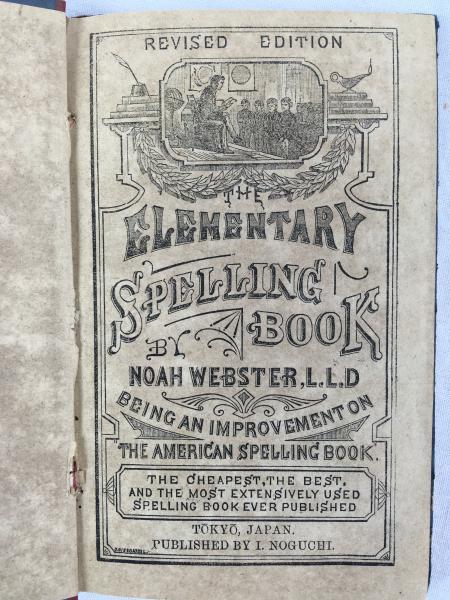 REVISED EDITION
THE
ELEMENTARY
SPELLING
BOOK
BY
NOAH WEBSTER, L.L.D
BEING AN IMPROVEMENT ON
"THE AMERICAN SPELLING BOOK".
THE CHEAPEST, THE BEST,
AND THE MOST EXTENSIVELY USED
SPELLING BOOK EVER PUBLISHED
TŌKYŌ, JAPAN.
PUBLISHED BY I. NOGUCHI.